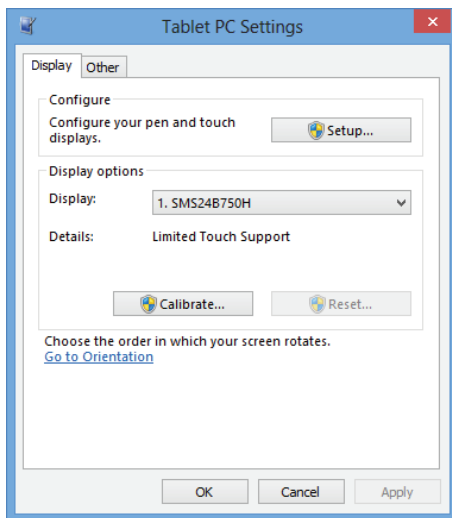 Tablet PC Settings
Display Other
Configure
Configure your pen and touch
displays.
Setup...
Display options
Display: 1. SMS24B750H
Details: Limited Touch Support
Calibrate... Reset...
Choose the order in which your screen rotates.
Go to Orientation
OK Cancel Apply